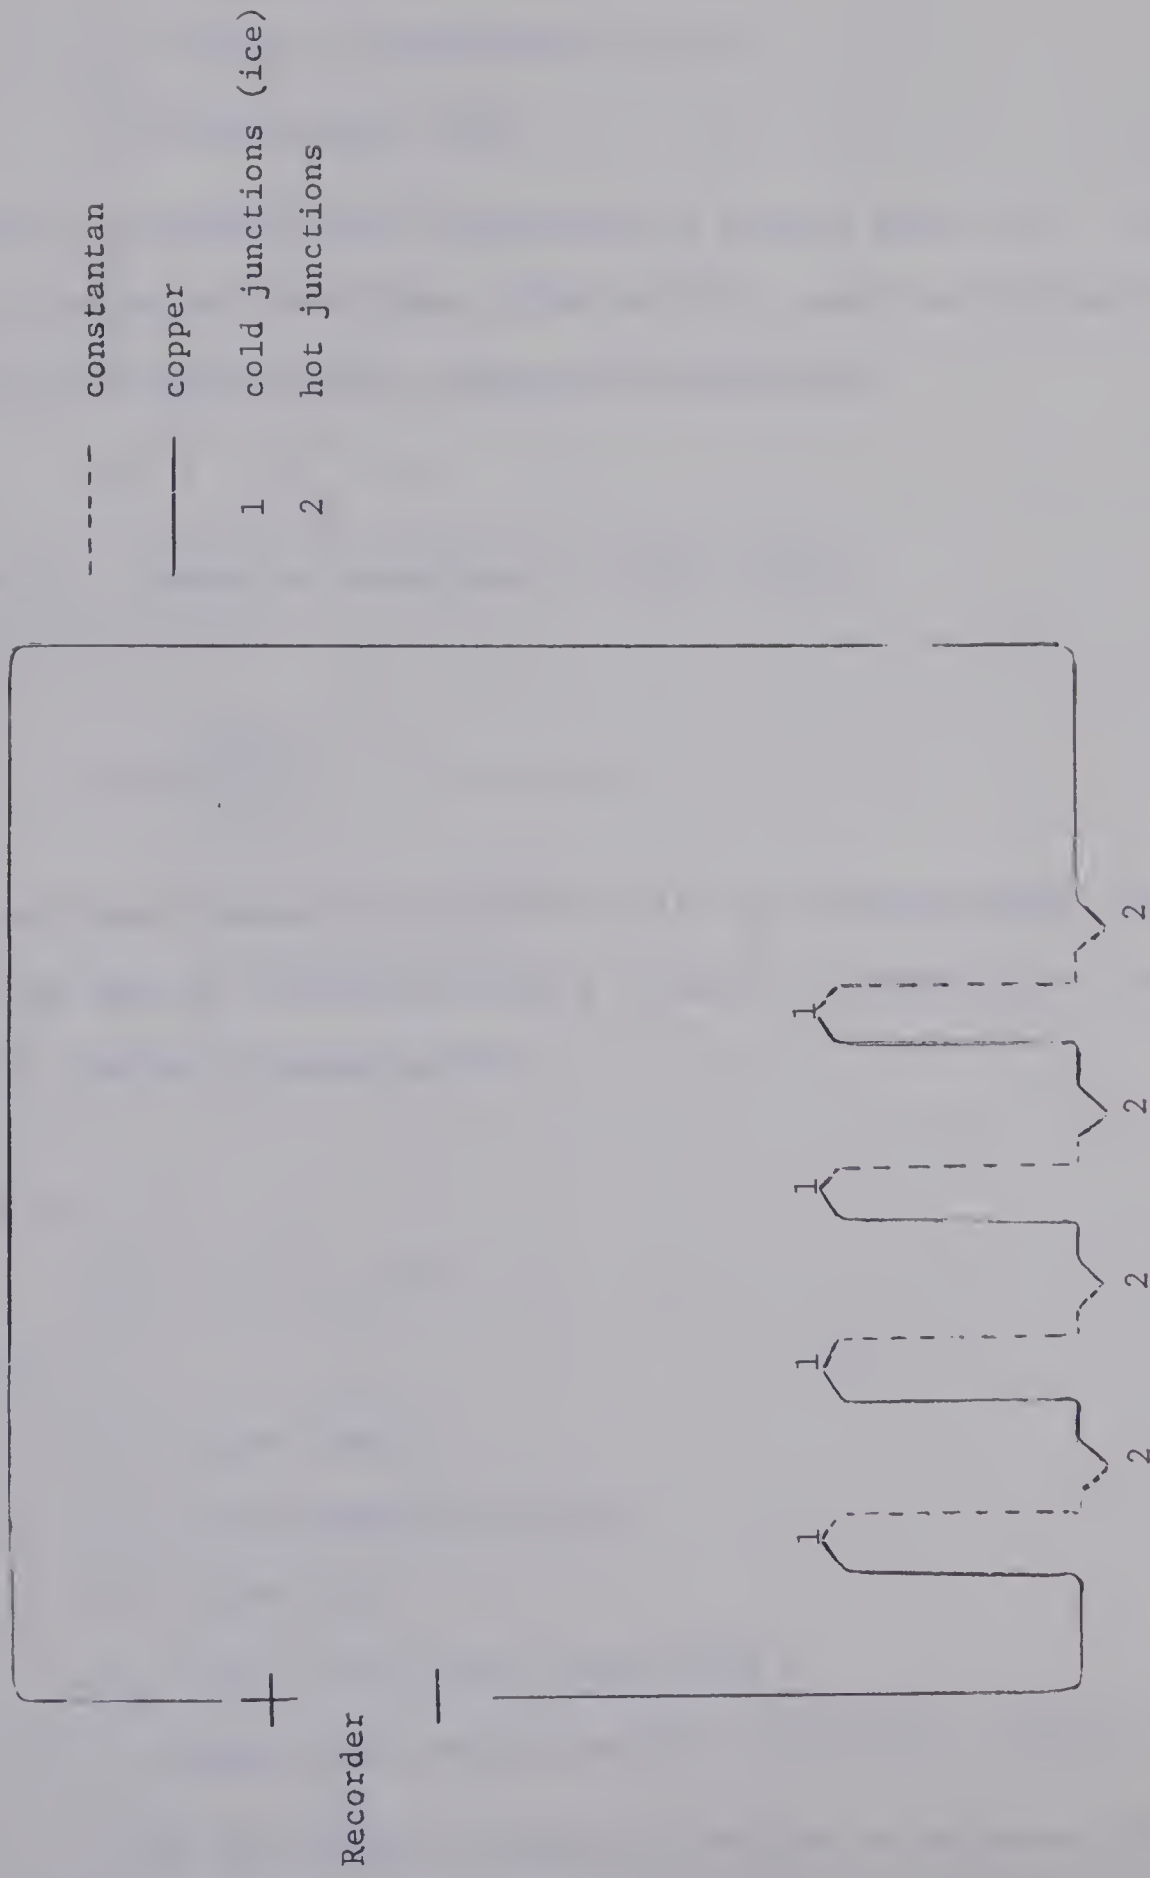 constantan
copper
1 cold junctions (ice)
2 hot junctions
Recorder
+
−
1
1
1
1
2
2
2
2